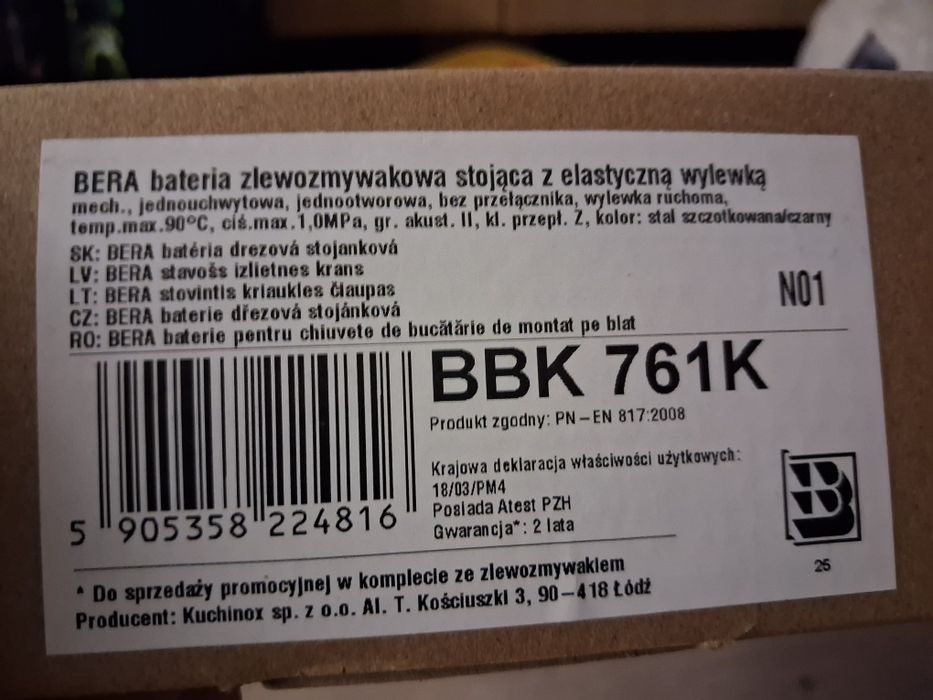 BERA bateria zlewozmywakowa stojąca z elastyczną wylewką
mech., jednouchwytowa, jednootworowa, bez przełącznika, wylewka ruchoma,
temp.max.90°C, ciś.max.1,0MPa, gr. akust. II, kl. przepł. Z, kolor: stal szczotkowana/czarny
SK: BERA batéria drezová stojanková
LV: BERA stavošs izlietnes krans
LT: BERA stovintis kriaukles čiaupas
CZ: BERA baterie dřezová stojánková
RO: BERA baterie pentru chiuvete de bucătărie de montat pe blat
N01
BBK 761K
Produkt zgodny: PN-EN 817:2008
Krajowa deklaracja właściwości użytkowych:
18/03/PM4
Posiada Atest PZH
Gwarancja*: 2 lata
5 905358 224816
B
25
* Do sprzedaży promocyjnej w komplecie ze zlewozmywakiem
Producent: Kuchinox sp. z o.o. Al. T. Kościuszki 3, 90-418 Łódź